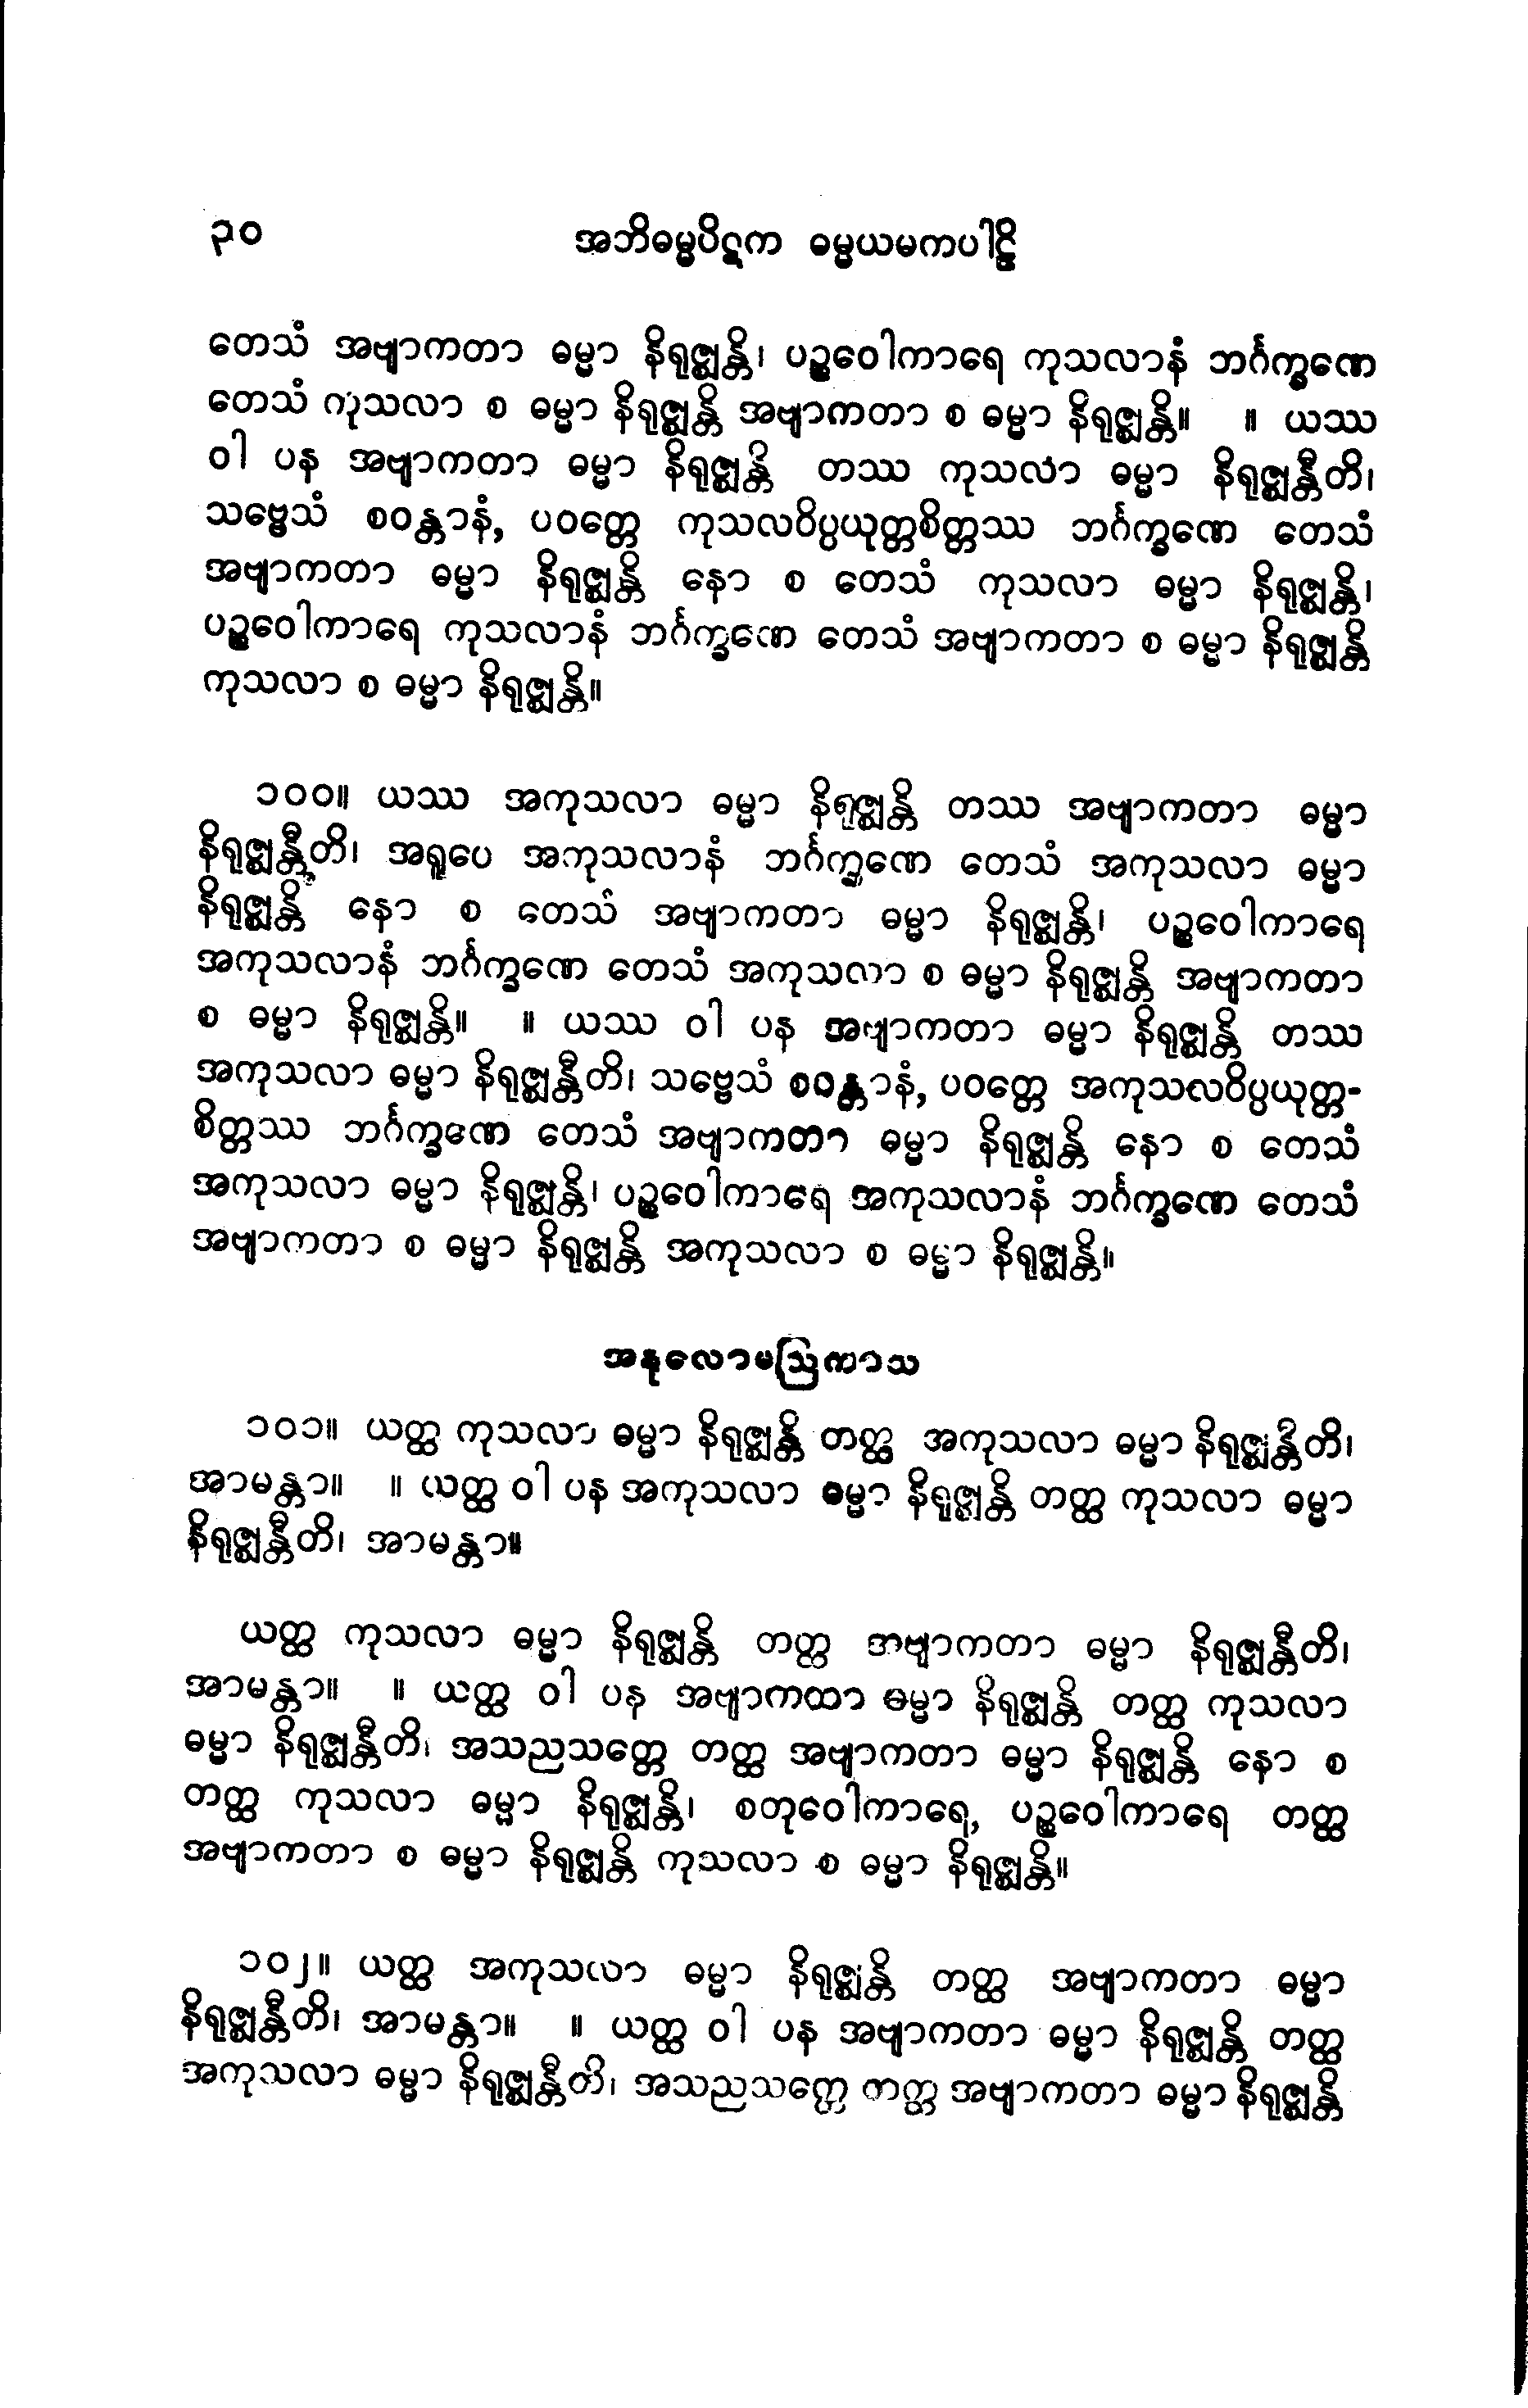 ၃၀ အဘိဓမ္မပိဋက ဓမ္မယမကပါဠိ
တေသံ အဗျာကတာ ဓမ္မာ နိရုဇ္ဈန္တိ၊ ပဉ္စဝေါကာရေ ကုသလာနံ ဘင်္ဂက္ခဏေ
တေသံ ကုသလာ စ ဓမ္မာ နိရုဇ္ဈန္တိ အဗျာကတာ စ ဓမ္မာ နိရုဇ္ဈန္တိ။ ။ ယဿ
ဝါ ပန အဗျာကတာ ဓမ္မာ နိရုဇ္ဈန္တိ တဿ ကုသလာ ဓမ္မာ နိရုဇ္ဈန္တီတိ၊
သဗ္ဗေသံ စဝန္တာနံ, ပဝတ္တေ ကုသလဝိပ္ပယုတ္တစိတ္တဿ ဘင်္ဂက္ခဏေ တေသံ
အဗျာကတာ ဓမ္မာ နိရုဇ္ဈန္တိ နော စ တေသံ ကုသလာ ဓမ္မာ နိရုဇ္ဈန္တိ၊
ပဉ္စဝေါကာရေ ကုသလာနံ ဘင်္ဂက္ခဏေ တေသံ အဗျာကတာ စ ဓမ္မာ နိရုဇ္ဈန္တိ
ကုသလာ စ ဓမ္မာ နိရုဇ္ဈန္တိ။
၁၀၀။ ယဿ အကုသလာ ဓမ္မာ နိရုဇ္ဈန္တိ တဿ အဗျာကတာ ဓမ္မာ
နိရုဇ္ဈန္တီတိ၊ အရူပေ အကုသလာနံ ဘင်္ဂက္ခဏေ တေသံ အကုသလာ ဓမ္မာ
နိရုဇ္ဈန္တိ နော စ တေသံ အဗျာကတာ ဓမ္မာ နိရုဇ္ဈန္တိ၊ ပဉ္စဝေါကာရေ
အကုသလာနံ ဘင်္ဂက္ခဏေ တေသံ အကုသလာ စ ဓမ္မာ နိရုဇ္ဈန္တိ အဗျာကတာ
စ ဓမ္မာ နိရုဇ္ဈန္တိ။ ။ ယဿ ဝါ ပန အဗျာကတာ ဓမ္မာ နိရုဇ္ဈန္တိ တဿ
အကုသလာ ဓမ္မာ နိရုဇ္ဈန္တီတိ၊ သဗ္ဗေသံ စဝန္တာနံ, ပဝတ္တေ အကုသလဝိပ္ပယုတ္တ-
စိတ္တဿ ဘင်္ဂက္ခဏေ တေသံ အဗျာကတာ ဓမ္မာ နိရုဇ္ဈန္တိ နော စ တေသံ
အကုသလာ ဓမ္မာ နိရုဇ္ဈန္တိ၊ ပဉ္စဝေါကာရေ အကုသလာနံ ဘင်္ဂက္ခဏေ တေသံ
အဗျာကတာ စ ဓမ္မာ နိရုဇ္ဈန္တိ အကုသလာ စ ဓမ္မာ နိရုဇ္ဈန္တိ။
အနုလောမဩကာသ
၁၀၁။ ယတ္ထ ကုသလာ ဓမ္မာ နိရုဇ္ဈန္တိ တတ္ထ အကုသလာ ဓမ္မာ နိရုဇ္ဈန္တီတိ၊
အာမန္တာ။ ။ ယတ္ထ ဝါ ပန အကုသလာ ဓမ္မာ နိရုဇ္ဈန္တိ တတ္ထ ကုသလာ ဓမ္မာ
နိရုဇ္ဈန္တီတိ၊ အာမန္တာ။
ယတ္ထ ကုသလာ ဓမ္မာ နိရုဇ္ဈန္တိ တတ္ထ အဗျာကတာ ဓမ္မာ နိရုဇ္ဈန္တီတိ၊
အာမန္တာ။ ။ ယတ္ထ ဝါ ပန အဗျာကထာ ဓမ္မာ နိရုဇ္ဈန္တိ တတ္ထ ကုသလာ
ဓမ္မာ နိရုဇ္ဈန္တီတိ၊ အသညသတ္တေ တတ္ထ အဗျာကတာ ဓမ္မာ နိရုဇ္ဈန္တိ နော စ
တတ္ထ ကုသလာ ဓမ္မာ နိရုဇ္ဈန္တိ၊ စတုဝေါကာရေ, ပဉ္စဝေါကာရေ တတ္ထ
အဗျာကတာ စ ဓမ္မာ နိရုဇ္ဈန္တိ ကုသလာ စ ဓမ္မာ နိရုဇ္ဈန္တိ။
၁၀၂။ ယတ္ထ အကုသလာ ဓမ္မာ နိရုဇ္ဈန္တိ တတ္ထ အဗျာကတာ ဓမ္မာ
နိရုဇ္ဈန္တီတိ၊ အာမန္တာ။ ။ ယတ္ထ ဝါ ပန အဗျာကတာ ဓမ္မာ နိရုဇ္ဈန္တိ တတ္ထ
အကုသလာ ဓမ္မာ နိရုဇ္ဈန္တီတိ၊ အသညသတ္တေ တတ္ထ အဗျာကတာ ဓမ္မာ နိရုဇ္ဈန္တိ